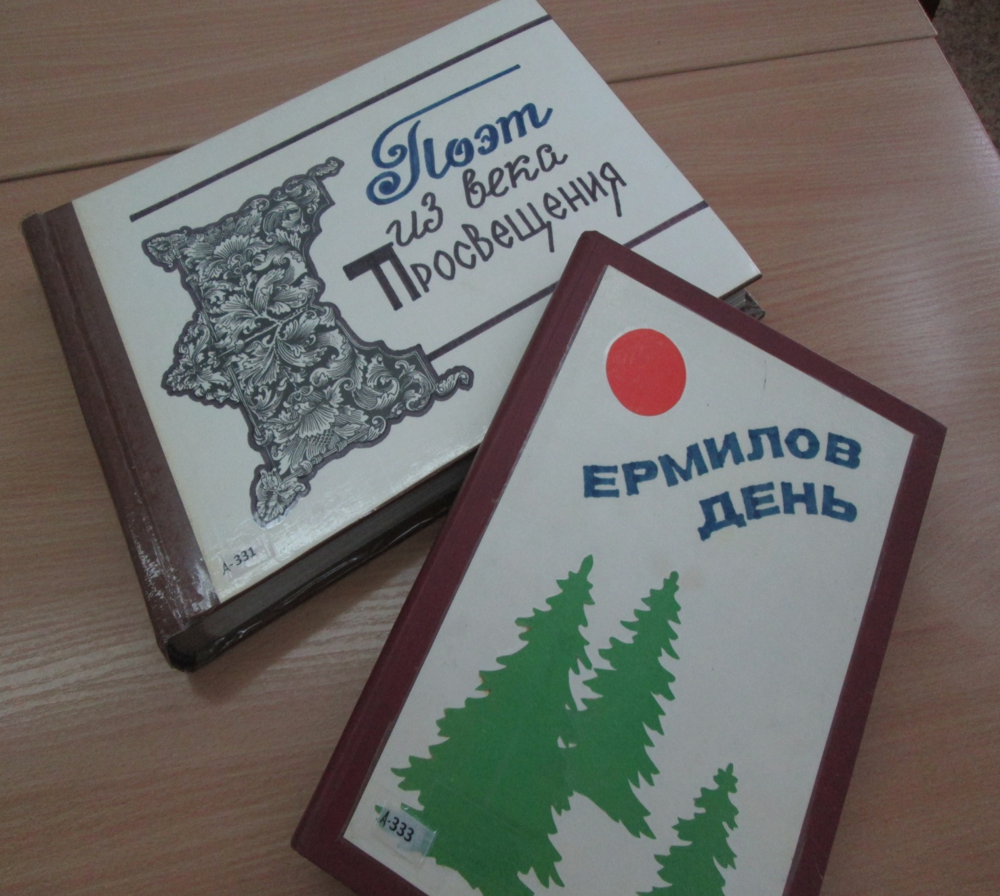 Поэт
из века
Просвещения
А-331
ЕРМИЛОВ
ДЕНЬ
А-333